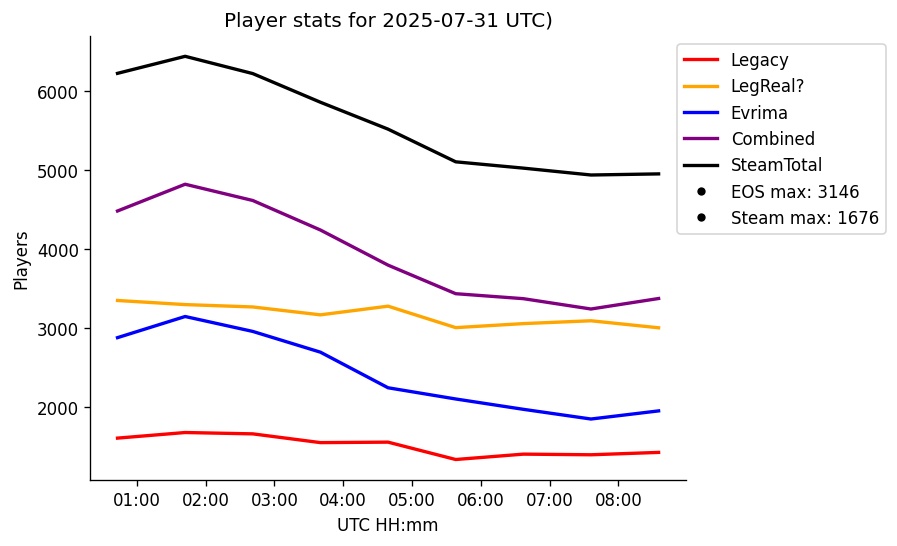 Player stats for 2025-07-31 UTC)
Legacy
LegReal?
Evrima
Combined
SteamTotal
EOS max: 3146
Steam max: 1676
6000
5000
4000
3000
2000
Players
01:00 02:00 03:00 04:00 05:00 06:00 07:00 08:00
UTC HH:mm